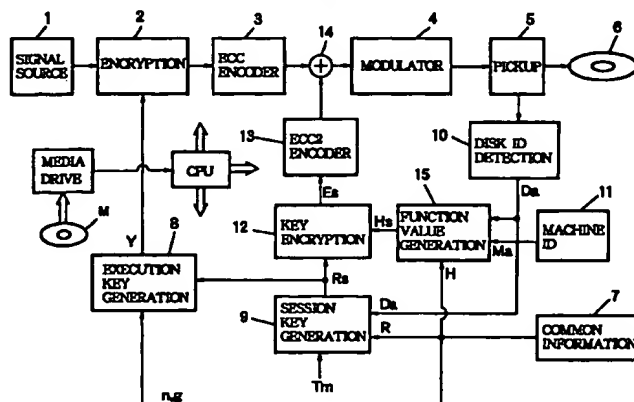 1
2
3
4
5
6
14
SIGNAL
SOURCE
ENCRYPTION
ECC
ENCODER
+
MODULATOR
PICKUP
13
ECC2
ENCODER
10
DISK ID
DETECTION
MEDIA
DRIVE
CPU
M
Es
15
Da
11
12
KEY
ENCRYPTION
Hs
FUNCTION
VALUE
GENERATION
Ma
MACHINE
ID
Y
8
H
EXECUTION
KEY
GENERATION
Rs
9
SESSION
KEY
GENERATION
Da
R
7
COMMON
INFORMATION
Tm
n,g